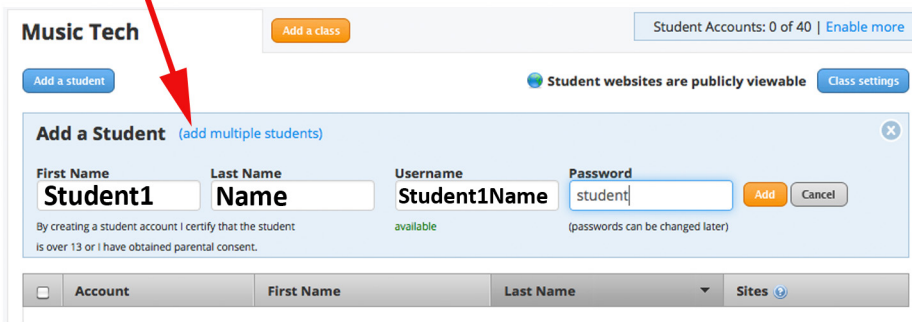 Music Tech
Add a class
Student Accounts: 0 of 40 | Enable more
Add a student
Student websites are publicly viewable
Class settings
Add a Student (add multiple students)
First Name Last Name Username Password
Student1 Name Student1Name student
Add Cancel
By creating a student account I certify that the student available (passwords can be changed later)
is over 13 or I have obtained parental consent.
Account First Name Last Name Sites ?